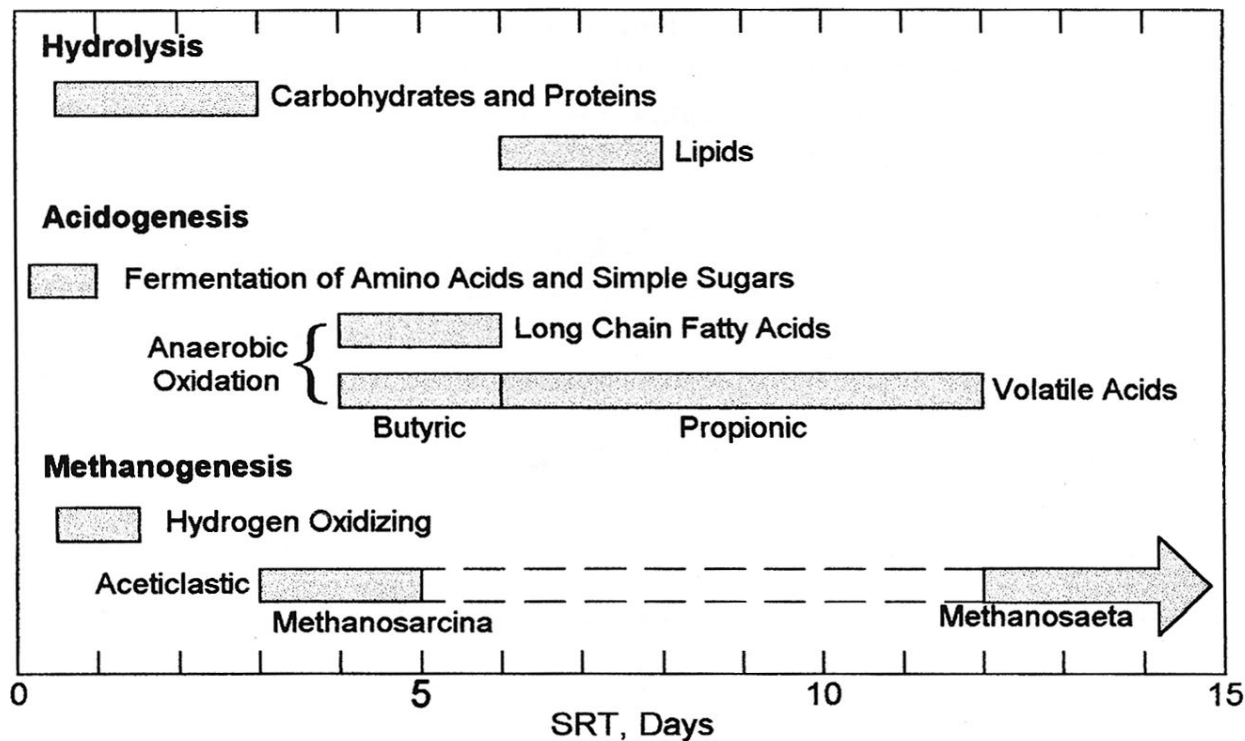 Hydrolysis
Carbohydrates and Proteins
Lipids
Acidogenesis
Fermentation of Amino Acids and Simple Sugars
Long Chain Fatty Acids
Anaerobic
Oxidation
Volatile Acids
Butyric
Propionic
Methanogenesis
Hydrogen Oxidizing
Aceticlastic
Methanosarcina
Methanosaeta
0 5 10 15
SRT, Days